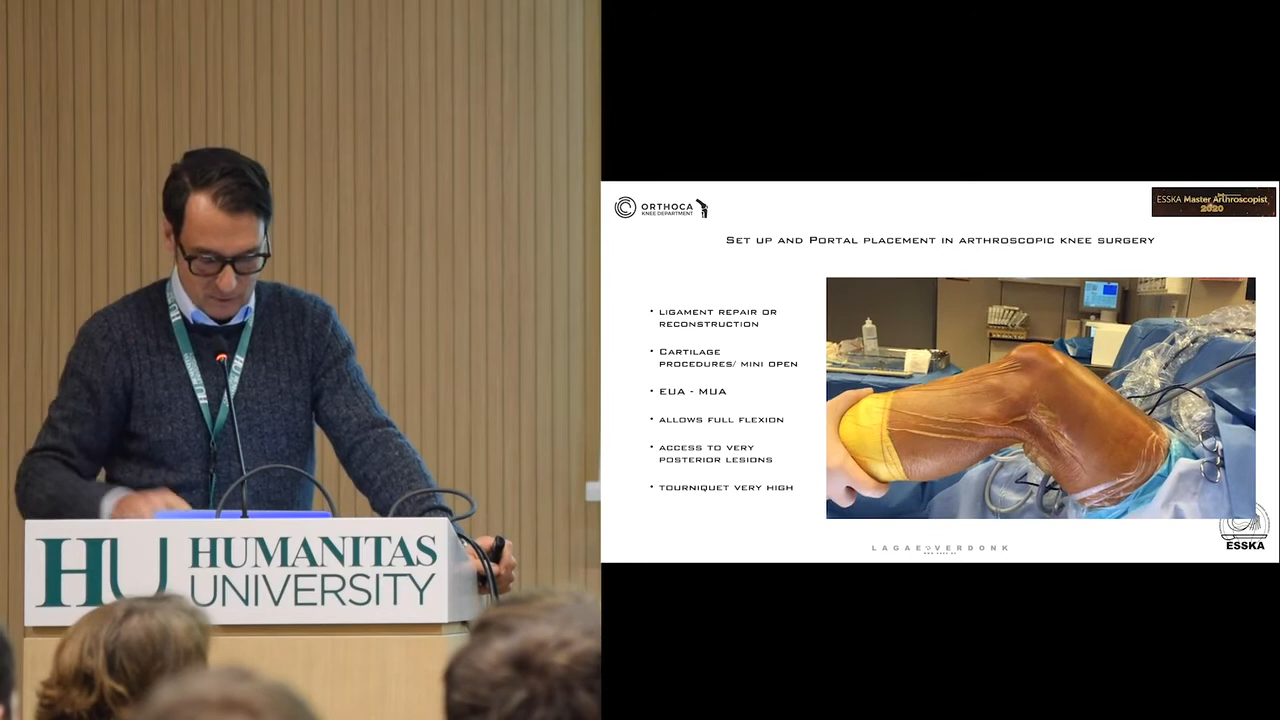 HU HUMANITAS
UNIVERSITY
ORTHOCA
KNEE DEPARTMENT
ESSKA Master Arthroscopist
2020
SET UP AND PORTAL PLACEMENT IN ARTHROSCOPIC KNEE SURGERY
• LIGAMENT REPAIR OR
RECONSTRUCTION
• CARTILAGE
PROCEDURES/ MINI OPEN
• EUA - MUA
• ALLOWS FULL FLEXION
• ACCESS TO VERY
POSTERIOR LESIONS
• TOURNIQUET VERY HIGH
LAGAE VERDONK
ESSKA